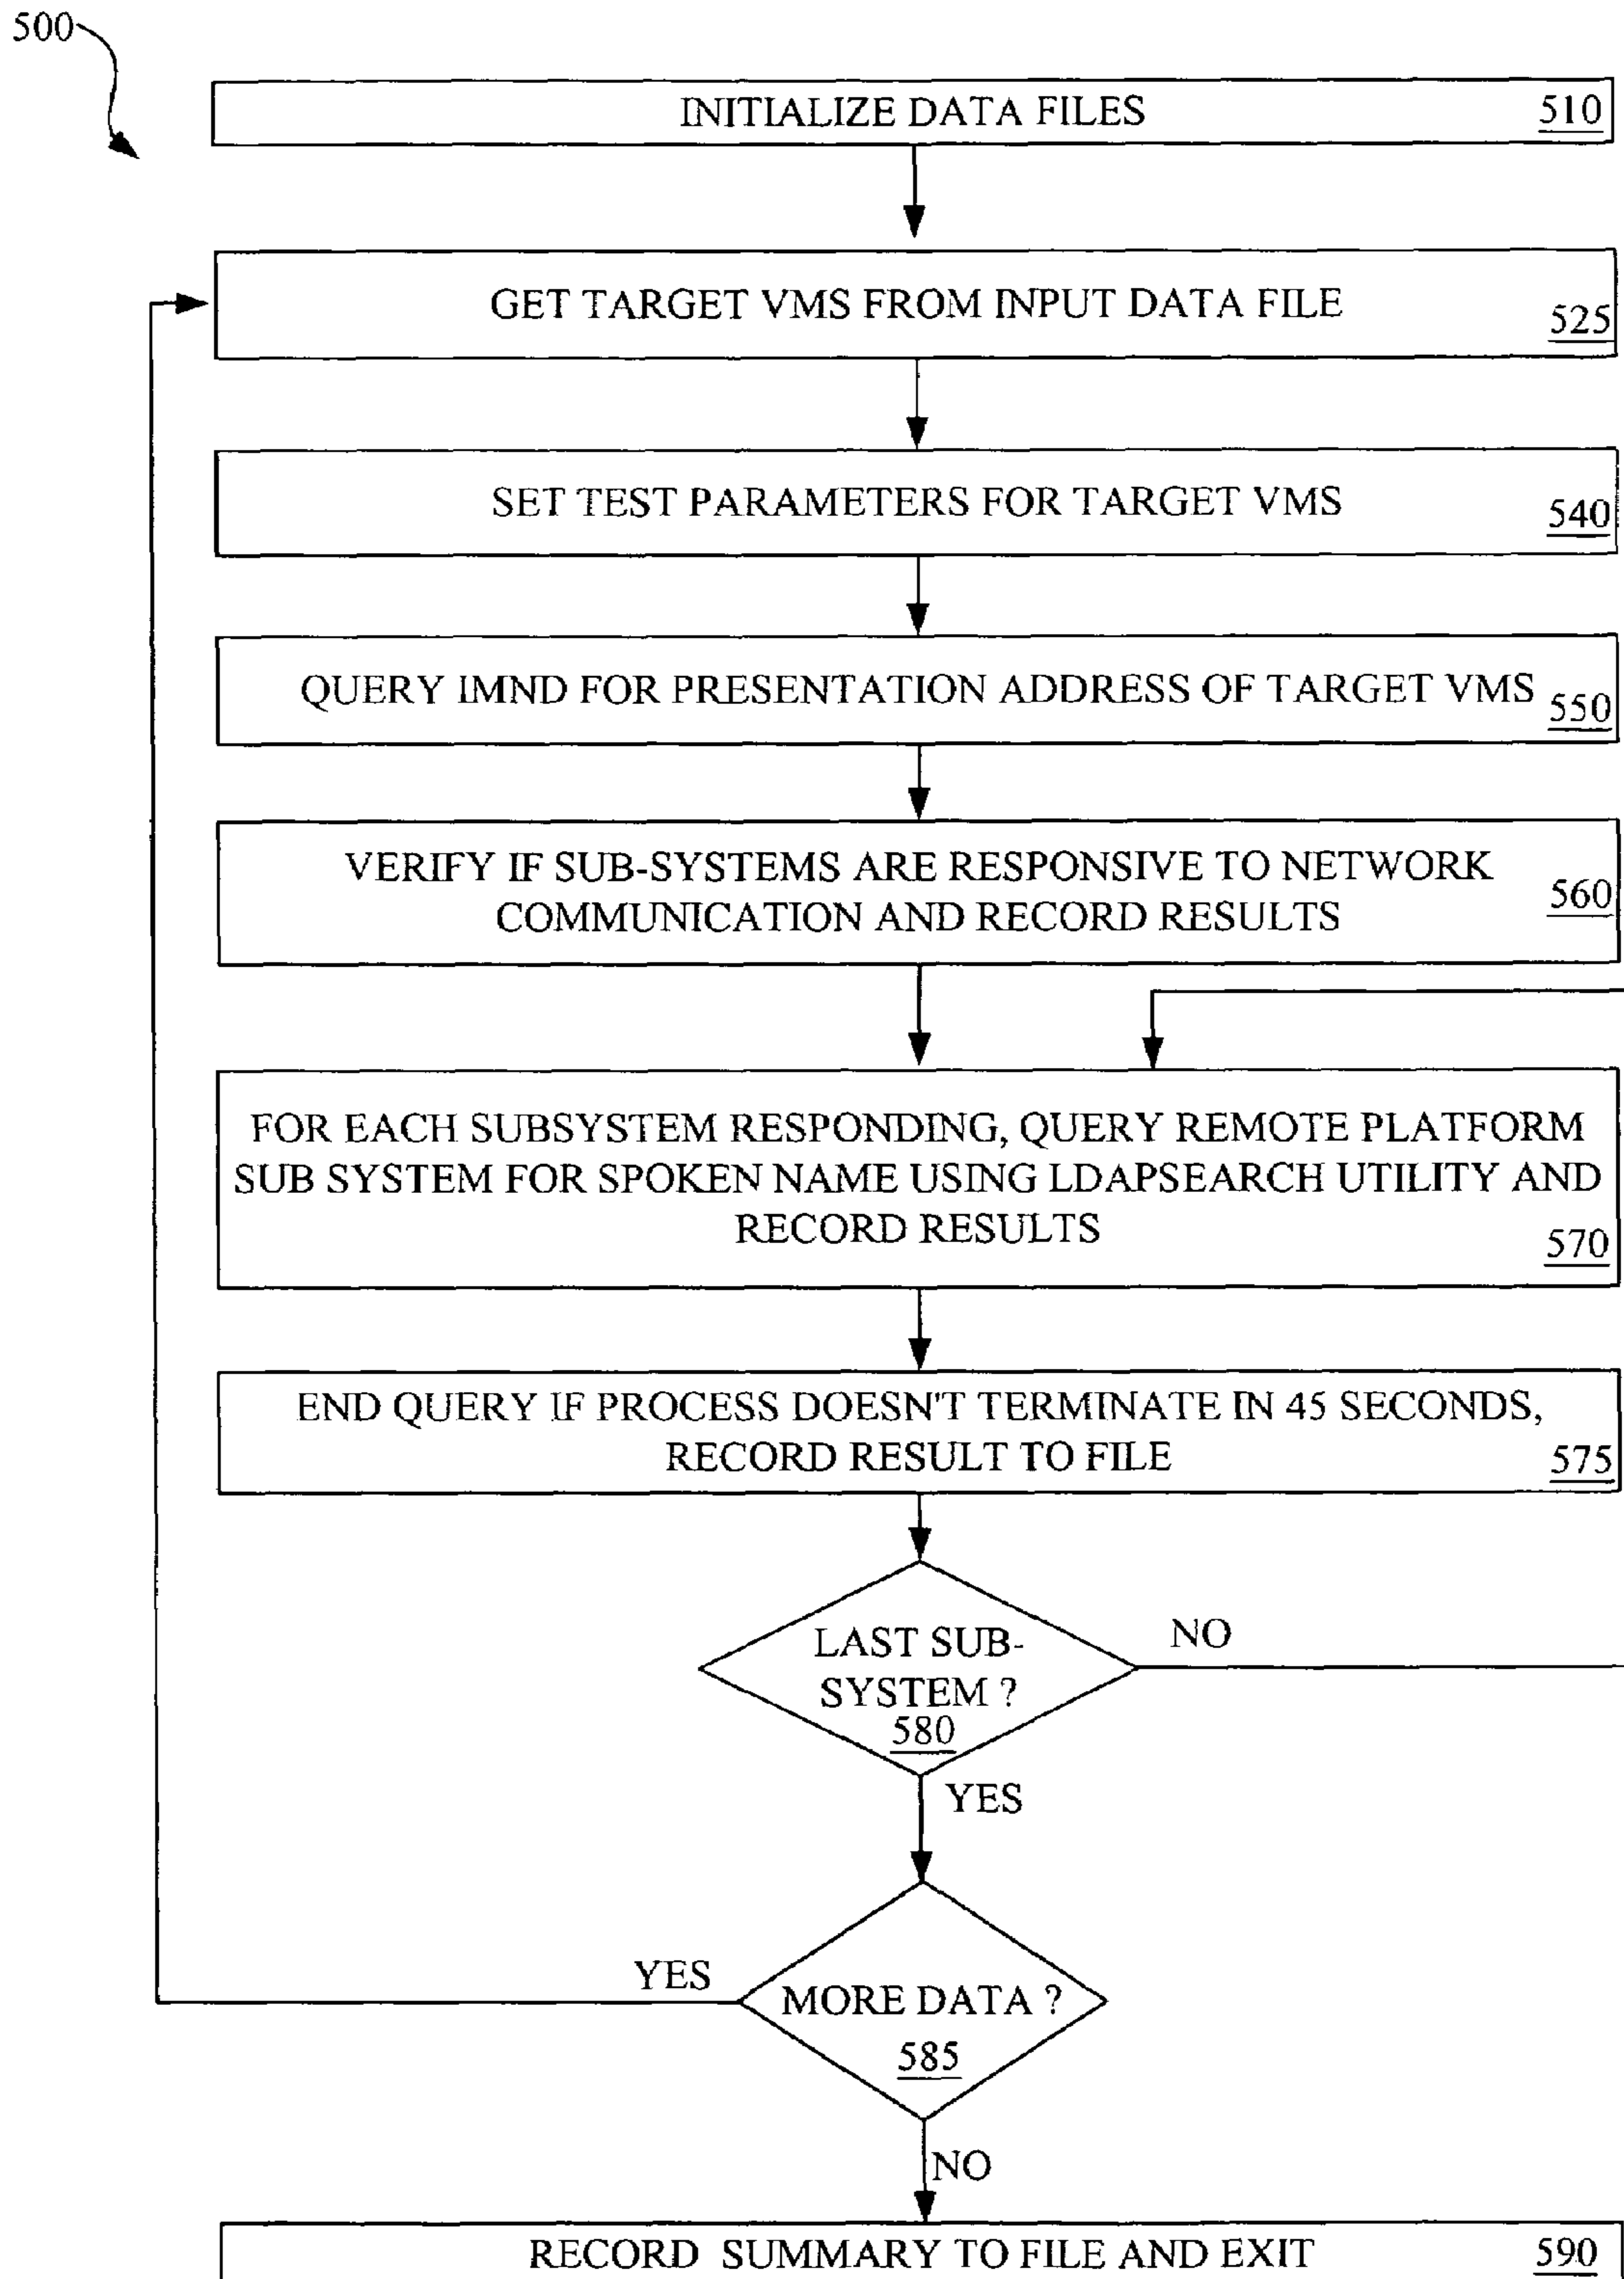 500
INITIALIZE DATA FILES 510
GET TARGET VMS FROM INPUT DATA FILE 525
SET TEST PARAMETERS FOR TARGET VMS 540
QUERY IMND FOR PRESENTATION ADDRESS OF TARGET VMS 550
VERIFY IF SUB-SYSTEMS ARE RESPONSIVE TO NETWORK
COMMUNICATION AND RECORD RESULTS 560
FOR EACH SUBSYSTEM RESPONDING, QUERY REMOTE PLATFORM
SUB SYSTEM FOR SPOKEN NAME USING LDAPSEARCH UTILITY AND
RECORD RESULTS 570
END QUERY IF PROCESS DOESN'T TERMINATE IN 45 SECONDS,
RECORD RESULT TO FILE 575
LAST SUB-
SYSTEM ?
580
NO
YES
MORE DATA ?
585
YES
NO
RECORD SUMMARY TO FILE AND EXIT 590